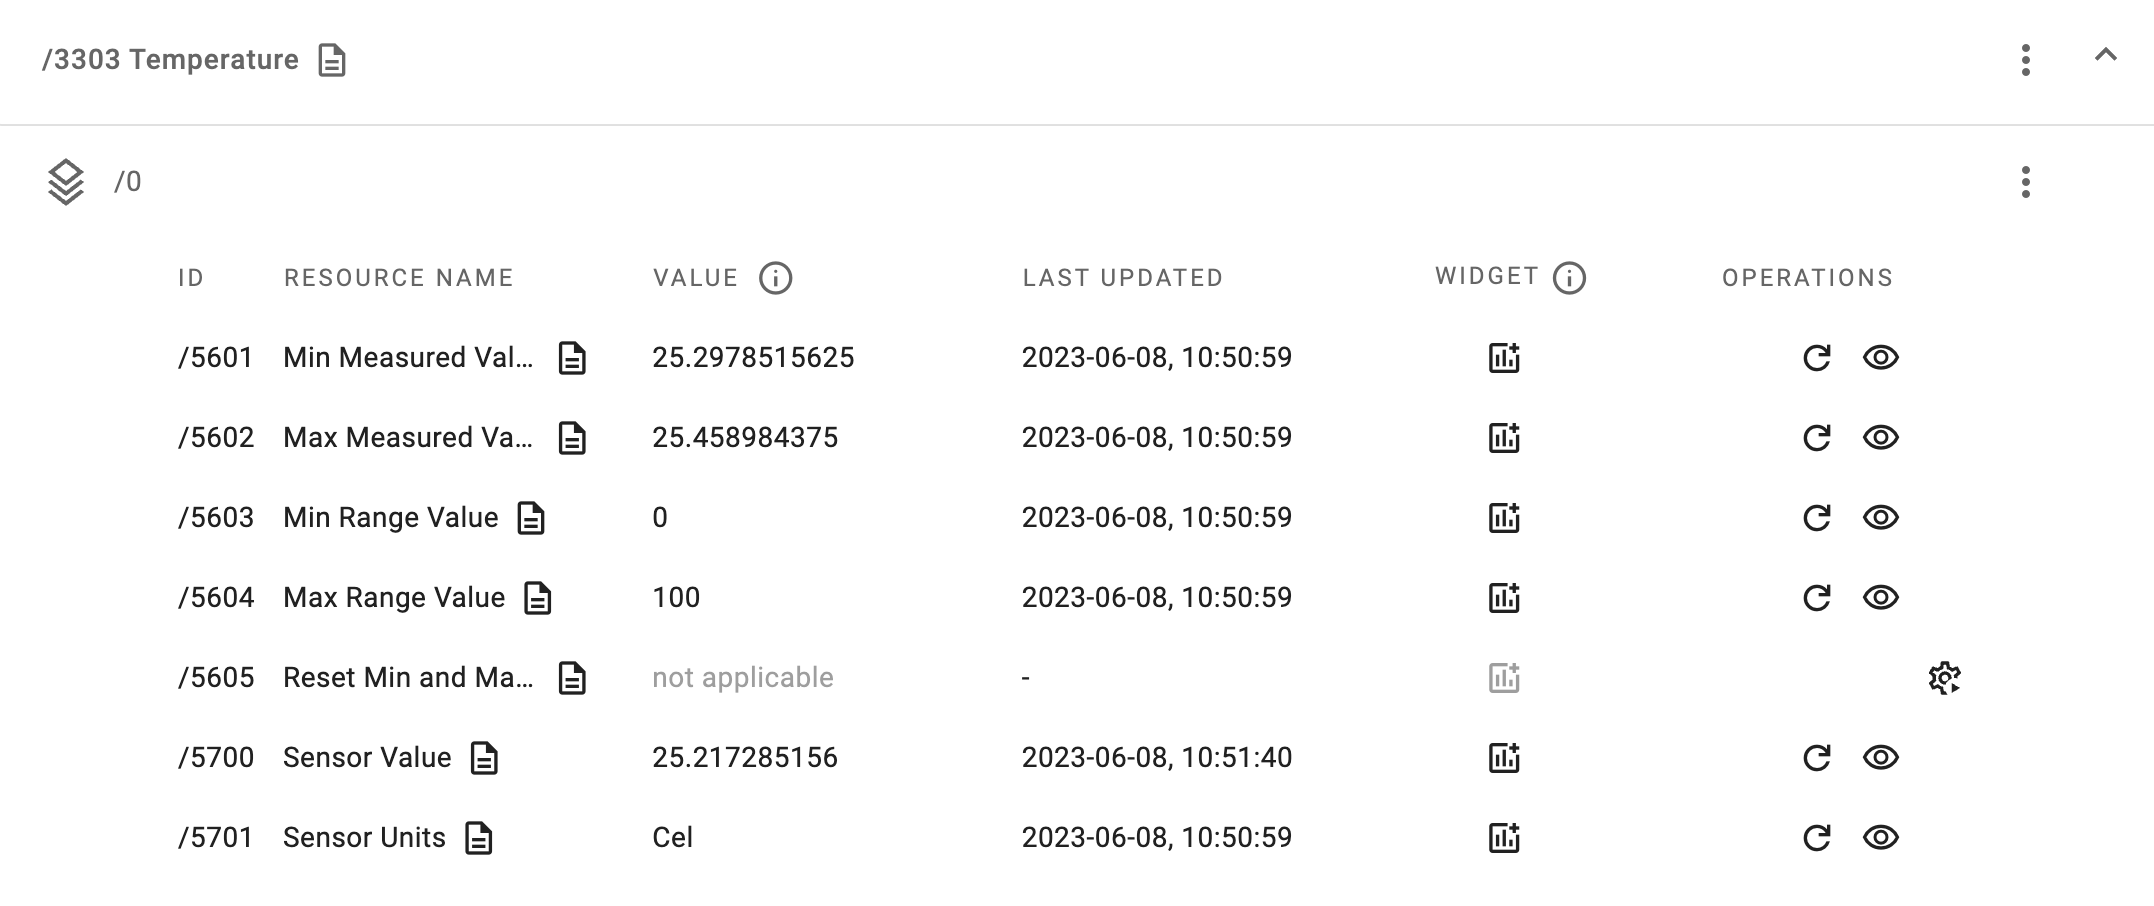 /3303 Temperature
/0
ID RESOURCE NAME VALUE LAST UPDATED WIDGET OPERATIONS
/5601 Min Measured Val... 25.2978515625 2023-06-08, 10:50:59
/5602 Max Measured Va... 25.458984375 2023-06-08, 10:50:59
/5603 Min Range Value 0 2023-06-08, 10:50:59
/5604 Max Range Value 100 2023-06-08, 10:50:59
/5605 Reset Min and Ma... not applicable -
/5700 Sensor Value 25.217285156 2023-06-08, 10:51:40
/5701 Sensor Units Cel 2023-06-08, 10:50:59